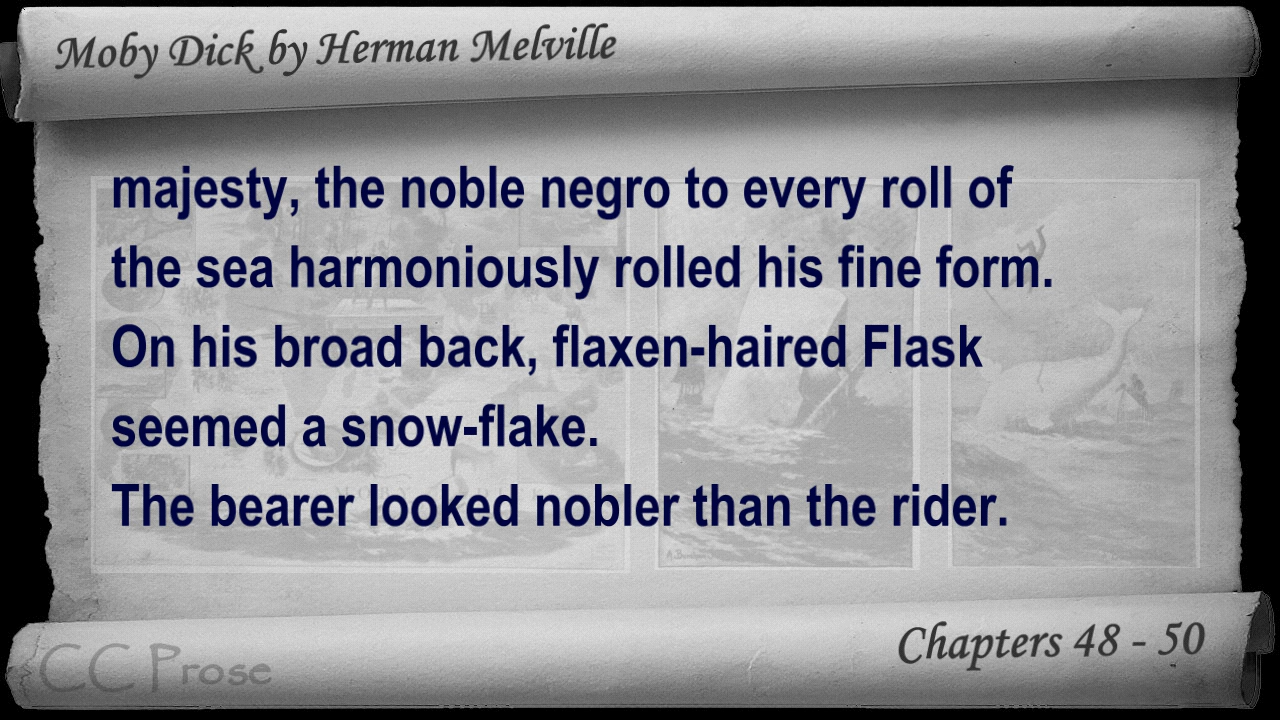 Moby Dick by Herman Melville
majesty, the noble negro to every roll of
the sea harmoniously rolled his fine form.
On his broad back, flaxen-haired Flask
seemed a snow-flake.
The bearer looked nobler than the rider.
Chapters 48 - 50
CC Prose